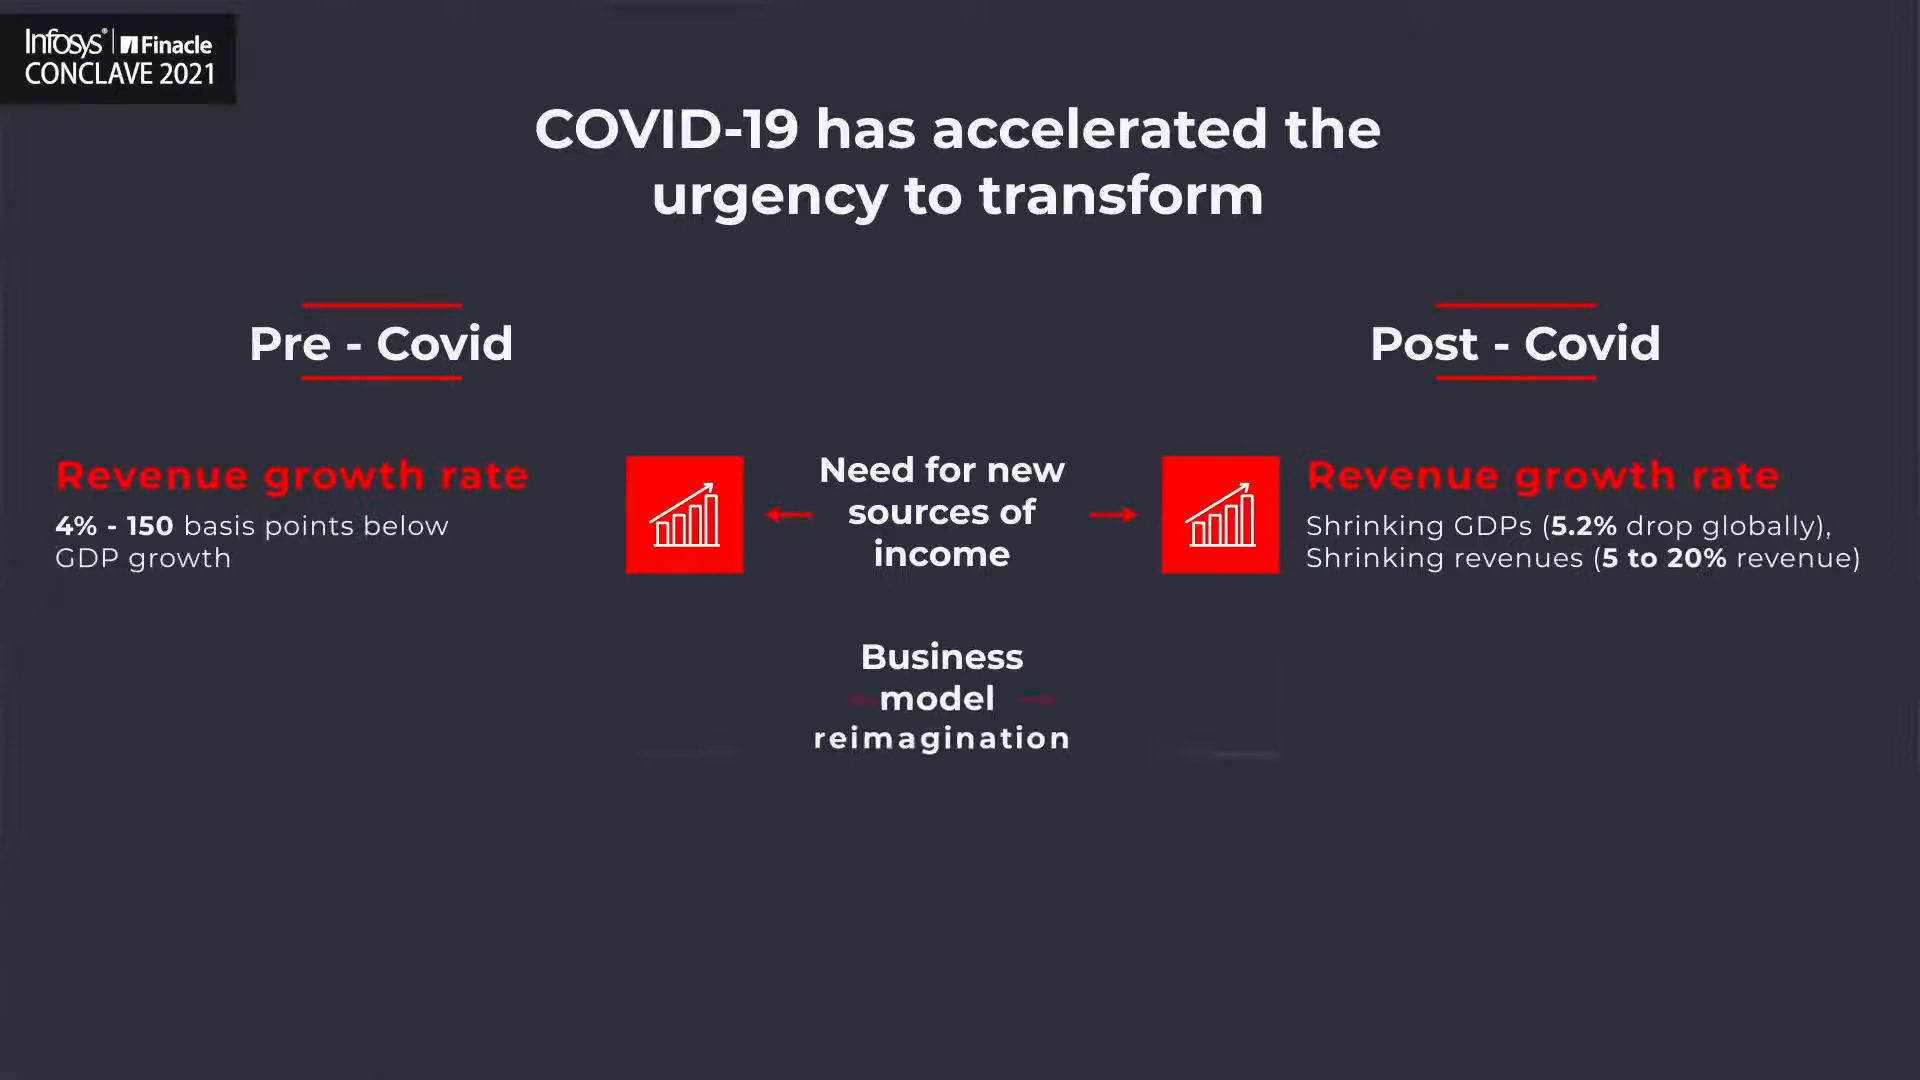 Infosys® | Finacle
CONCLAVE 2021
COVID-19 has accelerated the
urgency to transform
Pre - Covid
Post - Covid
Revenue growth rate
4% - 150 basis points below
GDP growth
Need for new
sources of
income
Revenue growth rate
Shrinking GDPs (5.2% drop globally),
Shrinking revenues (5 to 20% revenue)
Business
model
reimagination